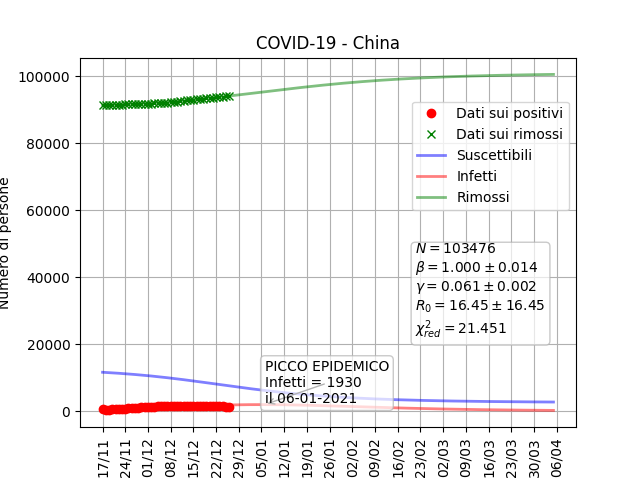 COVID-19 - China
Numero di persone
100000
80000
60000
40000
20000
0
Dati sui positivi
Dati sui rimossi
Suscettibili
Infetti
Rimossi
N = 103476
β = 1.000 ± 0.014
γ = 0.061 ± 0.002
R₀ = 16.45 ± 16.45
χ²_red = 21.451
PICCO EPIDEMICO
Infetti = 1930
il 06-01-2021
17/11 24/11 01/12 08/12 15/12 22/12 29/12 05/01 12/01 19/01 26/01 02/02 09/02 16/02 23/02 02/03 09/03 16/03 23/03 30/03 06/04